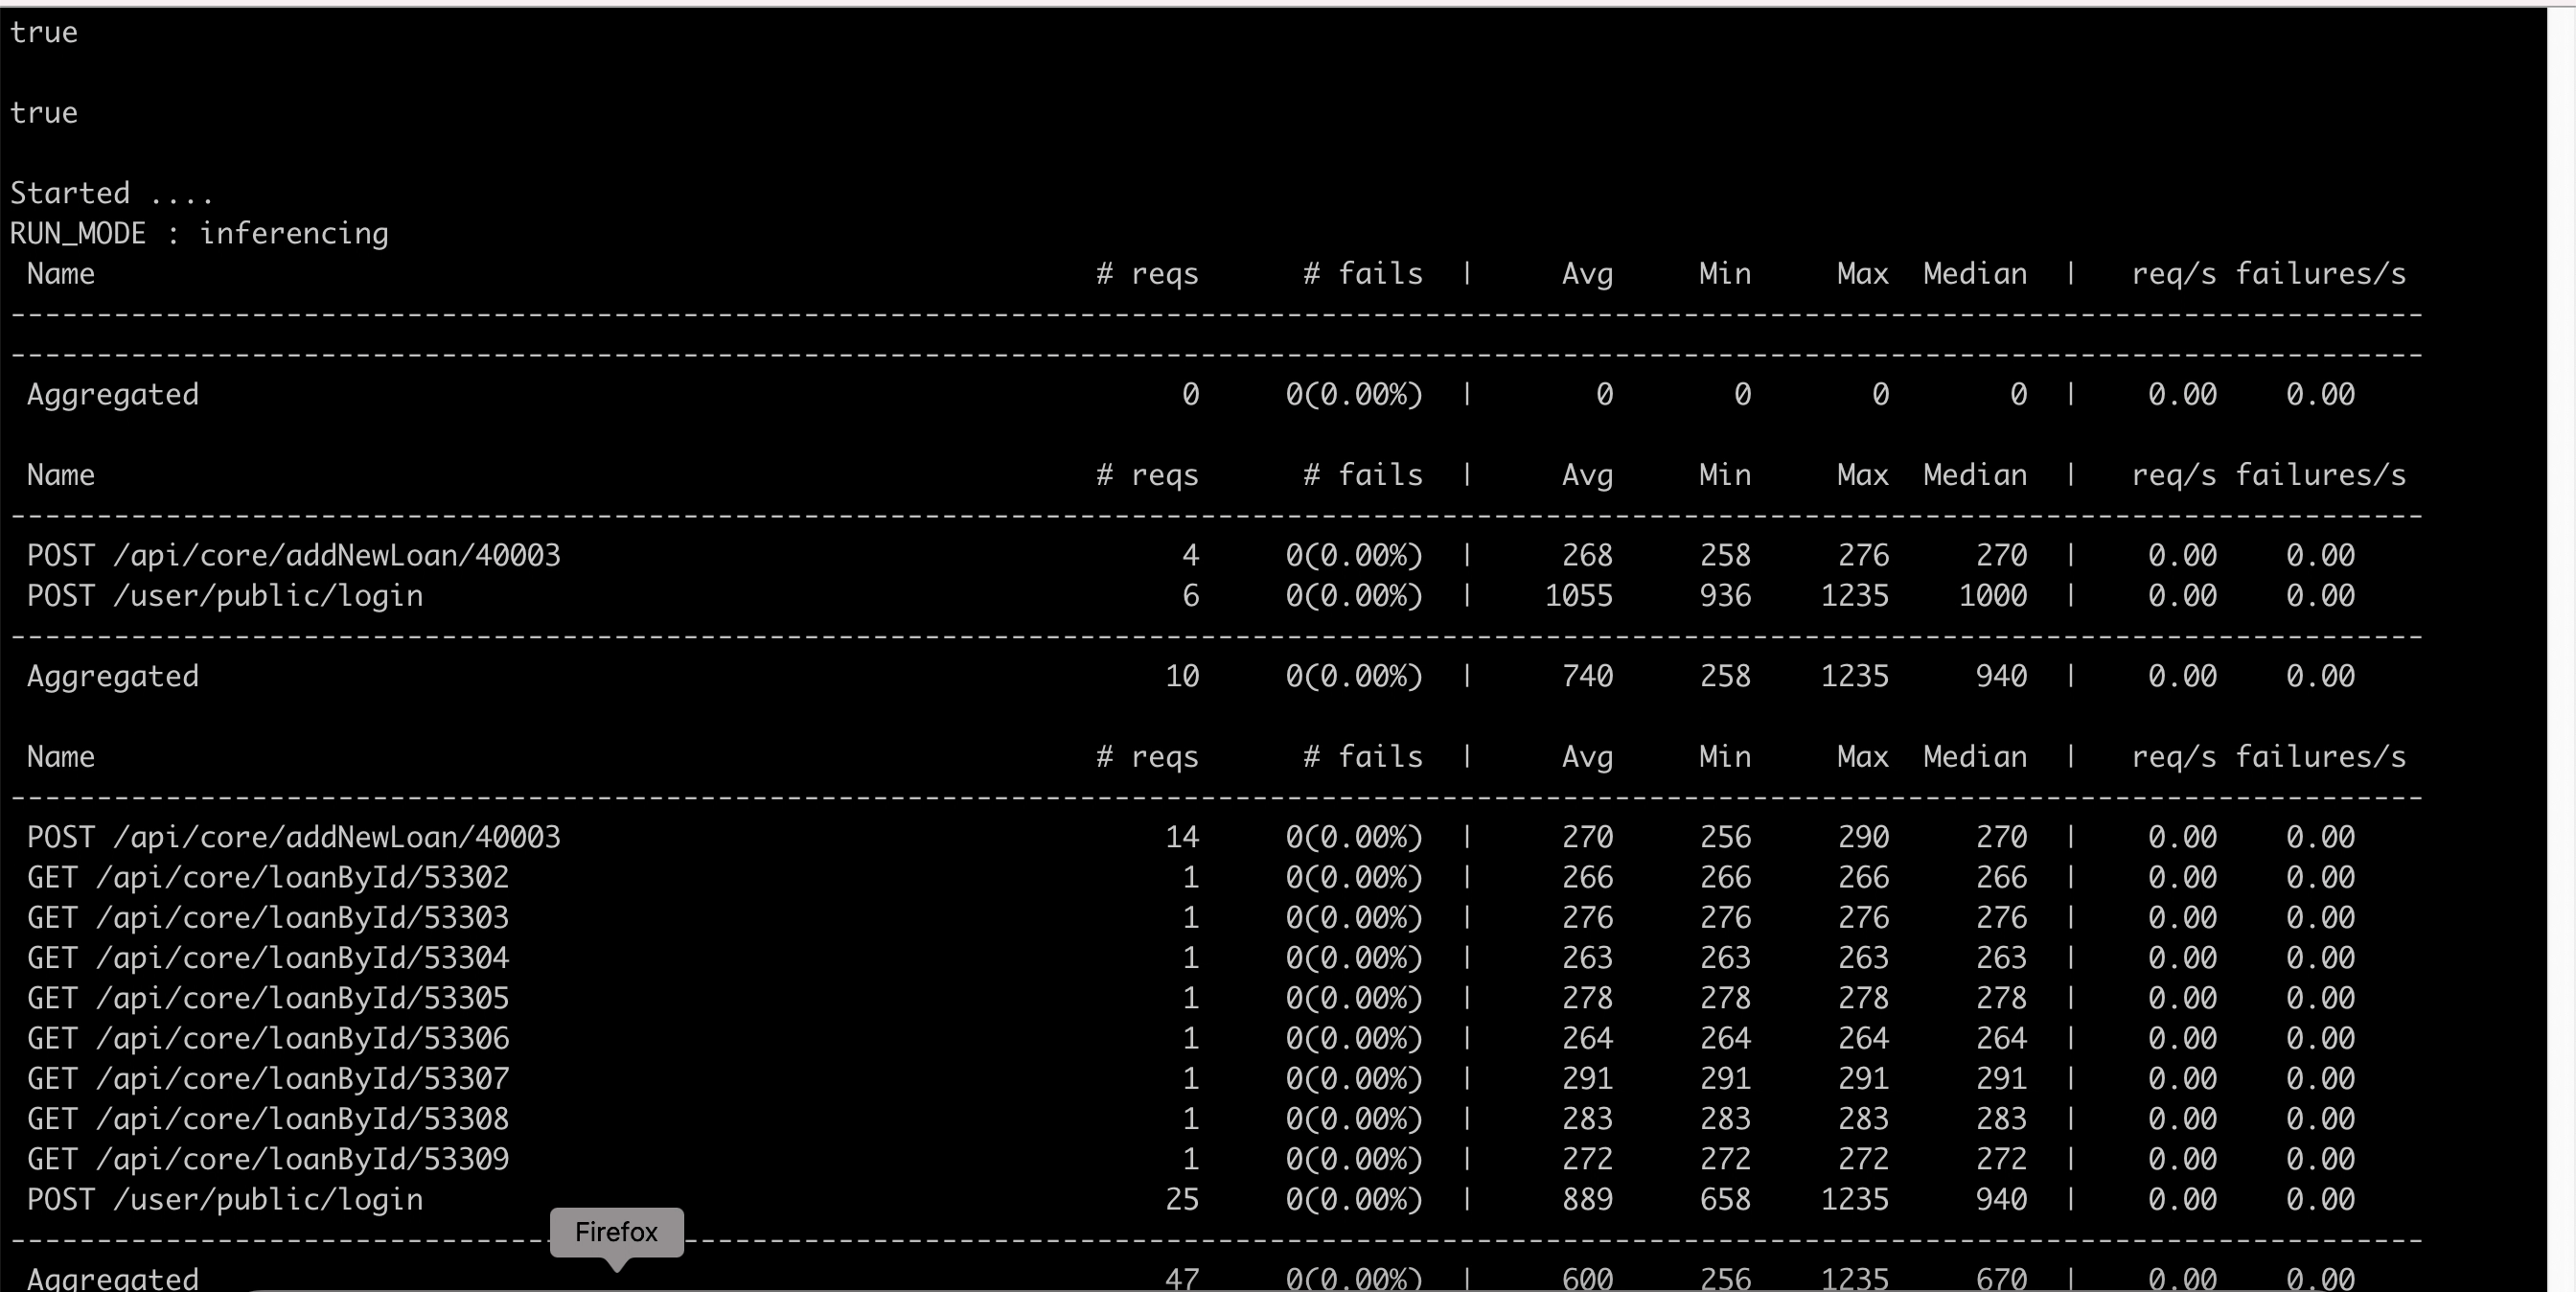 true
true
Started ....
RUN_MODE : inferencing
Name # reqs # fails | Avg Min Max Median | req/s failures/s
--------------------------------------------------------------------------------------------------------------------------------------------
--------------------------------------------------------------------------------------------------------------------------------------------
Aggregated 0 0(0.00%) | 0 0 0 0 | 0.00 0.00
Name # reqs # fails | Avg Min Max Median | req/s failures/s
--------------------------------------------------------------------------------------------------------------------------------------------
POST /api/core/addNewLoan/40003 4 0(0.00%) | 268 258 276 270 | 0.00 0.00
POST /user/public/login 6 0(0.00%) | 1055 936 1235 1000 | 0.00 0.00
--------------------------------------------------------------------------------------------------------------------------------------------
Aggregated 10 0(0.00%) | 740 258 1235 940 | 0.00 0.00
Name # reqs # fails | Avg Min Max Median | req/s failures/s
--------------------------------------------------------------------------------------------------------------------------------------------
POST /api/core/addNewLoan/40003 14 0(0.00%) | 270 256 290 270 | 0.00 0.00
GET /api/core/loanById/53302 1 0(0.00%) | 266 266 266 266 | 0.00 0.00
GET /api/core/loanById/53303 1 0(0.00%) | 276 276 276 276 | 0.00 0.00
GET /api/core/loanById/53304 1 0(0.00%) | 263 263 263 263 | 0.00 0.00
GET /api/core/loanById/53305 1 0(0.00%) | 278 278 278 278 | 0.00 0.00
GET /api/core/loanById/53306 1 0(0.00%) | 264 264 264 264 | 0.00 0.00
GET /api/core/loanById/53307 1 0(0.00%) | 291 291 291 291 | 0.00 0.00
GET /api/core/loanById/53308 1 0(0.00%) | 283 283 283 283 | 0.00 0.00
GET /api/core/loanById/53309 1 0(0.00%) | 272 272 272 272 | 0.00 0.00
POST /user/public/login 25 0(0.00%) | 889 658 1235 940 | 0.00 0.00
Firefox
--------------------------------------------------------------------------------------------------------------------------------------------
Aggregated 47 0(0.00%) | 600 256 1235 670 | 0.00 0.00